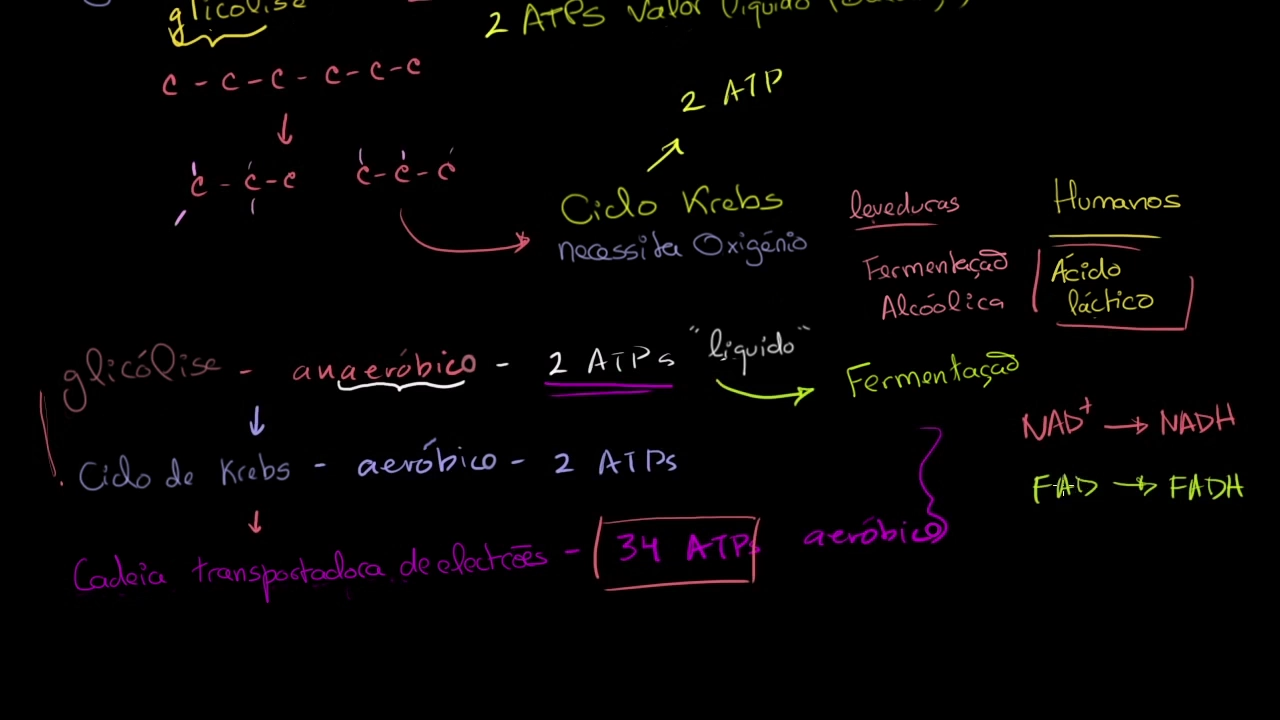 glicólise
2 ATPs Valor líquido
C - C - C - C - C - C
2 ATP
C - C - C C - C - C
Ciclo Krebs
necessita Oxigénio
leveduras
Humanos
Fermentação
Alcoólica
Ácido
láctico
glicólise - anaeróbico - 2 ATPs "líquido"
Fermentação
NAD+ → NADH
Ciclo de Krebs - aeróbico - 2 ATPs
FAD → FADH
Cadeia transportadora de electrões - 34 ATPs aeróbico